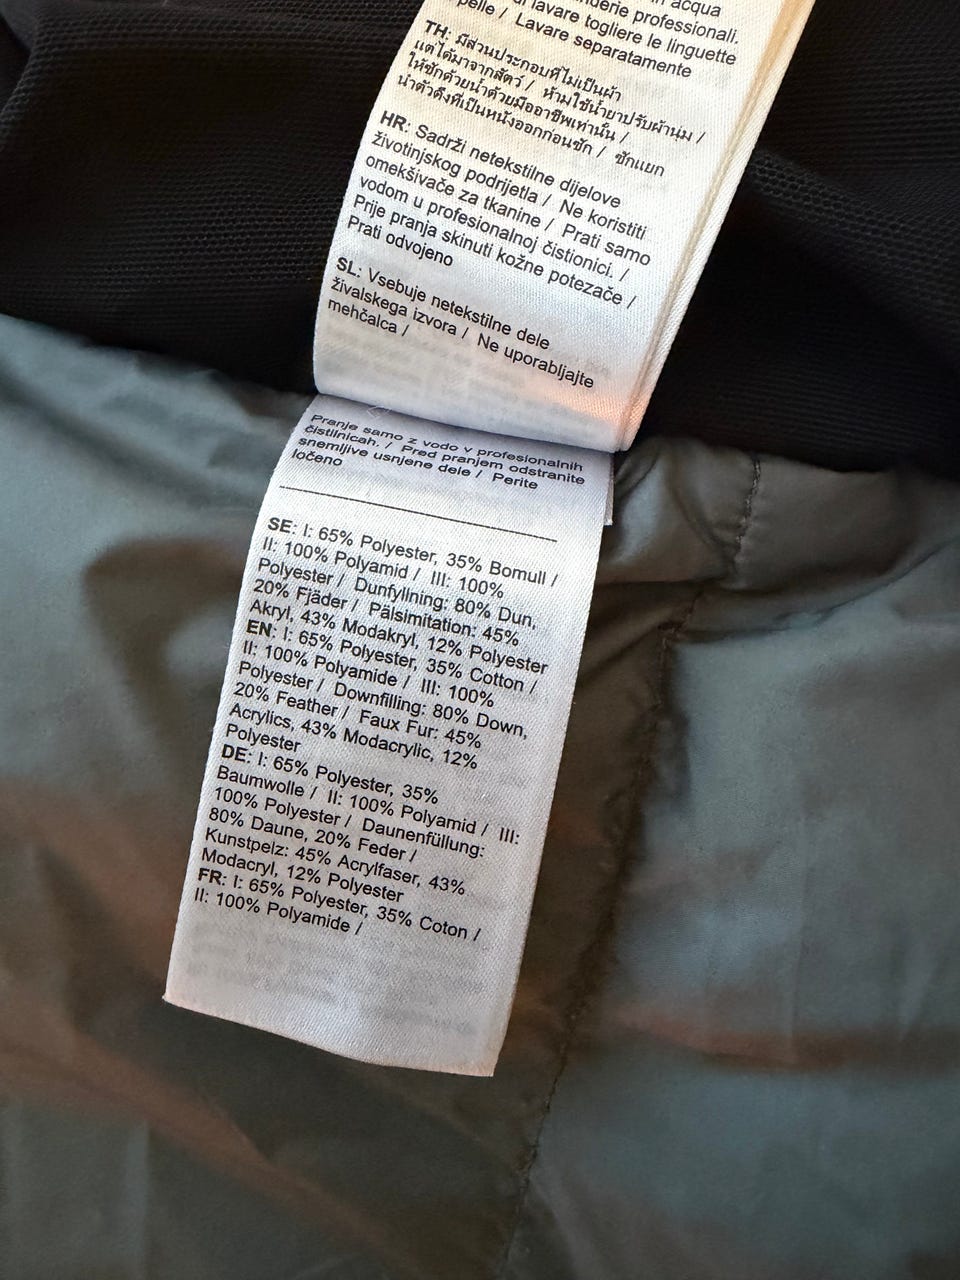 in acqua
professionali.
lavare togliere le linguette
pelle / Lavare separatamente
TH: มีส่วนประกอบที่ไม่เป็นผ้า
แต่ได้มาจากสัตว์ / ห้ามใช้น้ำยาปรับผ้านุ่ม /
ให้ซักด้วยน้ำด้วยมืออาชีพเท่านั้น /
นำตัวดึงที่เป็นหนังออกก่อนซัก / ซักแยก
HR: Sadrži netekstilne dijelove
životinjskog podrijetla / Ne koristiti
omekšivače za tkanine / Prati samo
vodom u profesionalnoj čistionici. /
Prije pranja skinuti kožne potezače /
Prati odvojeno
SL: Vsebuje netekstilne dele
živalskega izvora / Ne uporabljajte
mehčalca /
Pranje samo z vodo v profesionalnih
čistilnicah. / Pred pranjem odstranite
snemljive usnjene dele / Perite
ločeno
SE: I: 65% Polyester, 35% Bomull /
II: 100% Polyamid / III: 100%
Polyester / Dunfyllning: 80% Dun,
20% Fjäder / Pälsimitation: 45%
Akryl, 43% Modakryl, 12% Polyester
EN: I: 65% Polyester, 35% Cotton /
II: 100% Polyamide / III: 100%
Polyester / Downfilling: 80% Down,
20% Feather / Faux Fur: 45%
Acrylics, 43% Modacrylic, 12%
Polyester
DE: I: 65% Polyester, 35%
Baumwolle / II: 100% Polyamid / III:
100% Polyester / Daunenfüllung:
80% Daune, 20% Feder /
Kunstpelz: 45% Acrylfaser, 43%
Modacryl, 12% Polyester
FR: I: 65% Polyester, 35% Coton /
II: 100% Polyamide /